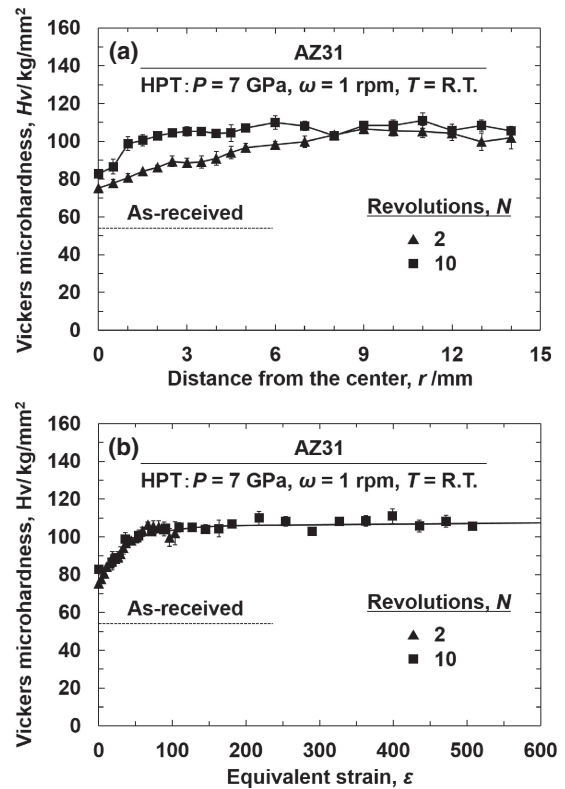 (a)
AZ31
HPT: P = 7 GPa, ω = 1 rpm, T = R.T.
Vickers microhardness, Hv/kg/mm²
160
140
120
100
80
60
40
20
0
As-received
Revolutions, N
2
10
0 3 6 9 12 15
Distance from the center, r /mm
(b)
AZ31
HPT: P = 7 GPa, ω = 1 rpm, T = R.T.
Vickers microhardness, Hv/kg/mm²
160
140
120
100
80
60
40
20
0
As-received
Revolutions, N
2
10
0 100 200 300 400 500 600
Equivalent strain, ε